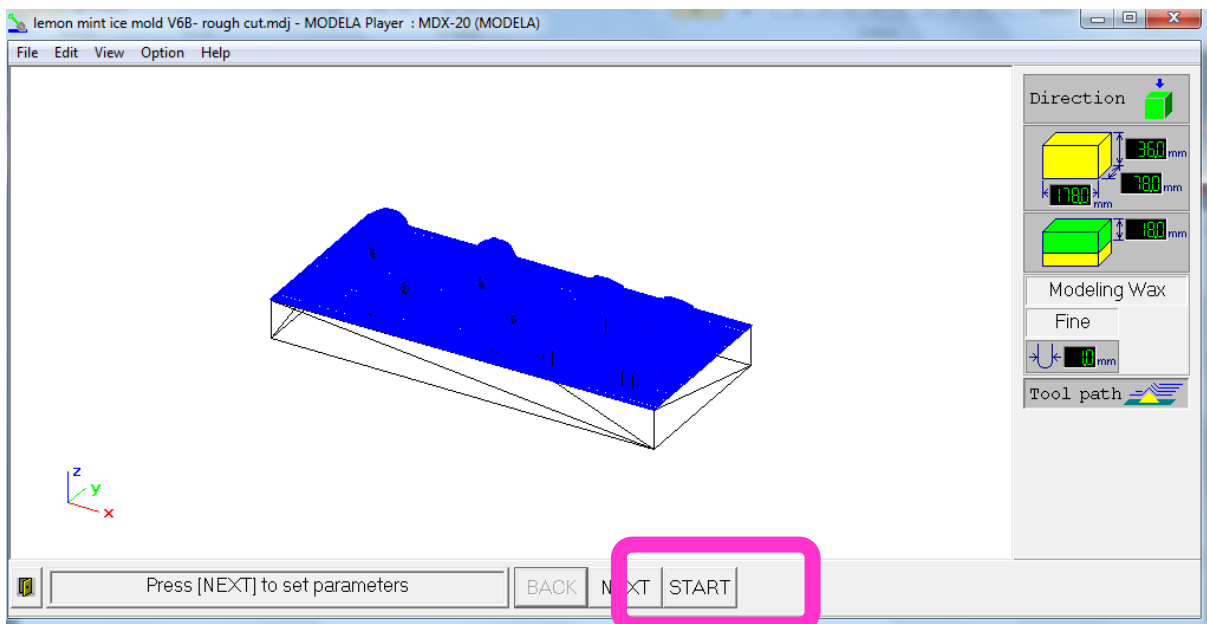 lemon mint ice mold V6B- rough cut.mdj - MODELA Player : MDX-20 (MODELA)
File Edit View Option Help
Direction
36.0 mm
78.0 mm
178.0 mm
18.0 mm
Modeling Wax
Fine
1.0 mm
Tool path
z
y
x
Press [NEXT] to set parameters
BACK
NEXT
START